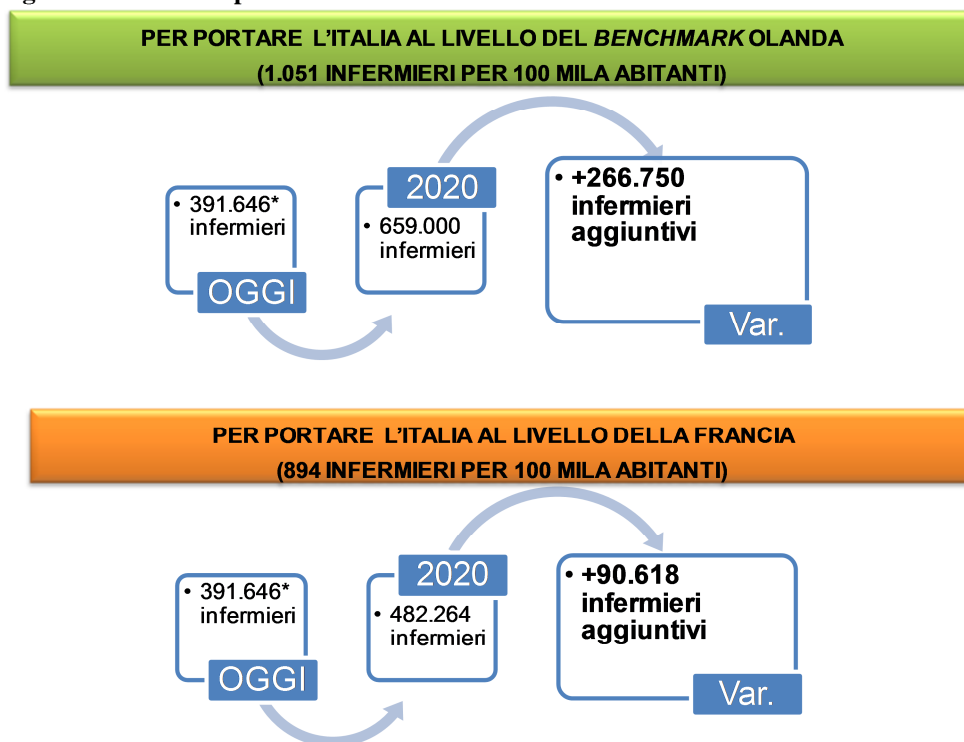 PER PORTARE L'ITALIA AL LIVELLO DEL BENCHMARK OLANDA
(1.051 INFERMIERI PER 100 MILA ABITANTI)
• 391.646*
infermieri
OGGI
2020
• 659.000
infermieri
• +266.750
infermieri
aggiuntivi
Var.
PER PORTARE L'ITALIA AL LIVELLO DELLA FRANCIA
(894 INFERMIERI PER 100 MILA ABITANTI)
• 391.646*
infermieri
OGGI
2020
• 482.264
infermieri
• +90.618
infermieri
aggiuntivi
Var.